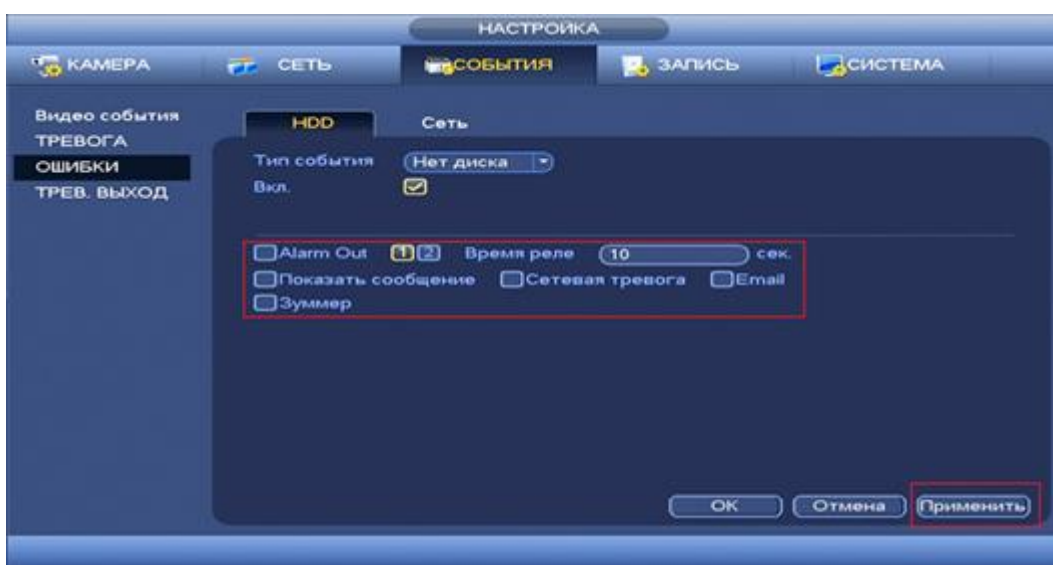 НАСТРОЙКА
КАМЕРА СЕТЬ СОБЫТИЯ ЗАПИСЬ СИСТЕМА
Видео события
ТРЕВОГА
ОШИБКИ
ТРЕВ. ВЫХОД
HDD Сеть
Тип события Нет диска
Вкл.
Alarm Out 1 2 Время реле 10 сек.
Показать сообщение Сетевая тревога Email
Зуммер
OK Отмена Применить